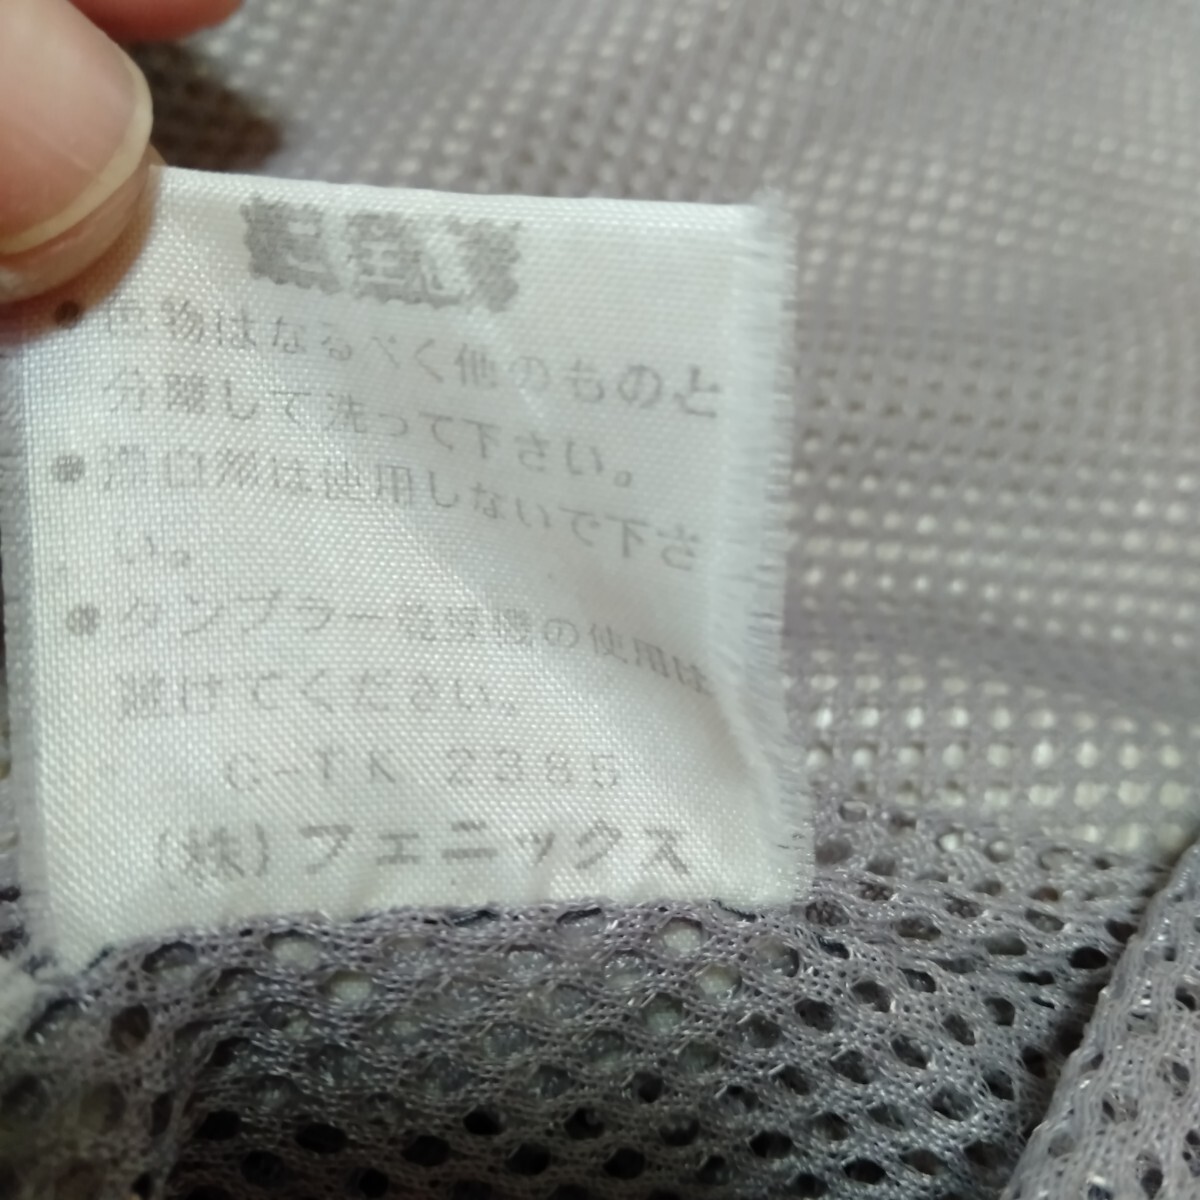 色物はなるべく他のものと
分離して洗って下さい。
漂白剤は使用しないで下さ
い。
タンブラー乾燥機の使用は
避けてください。
C-TK 2385
(株)フェニックス